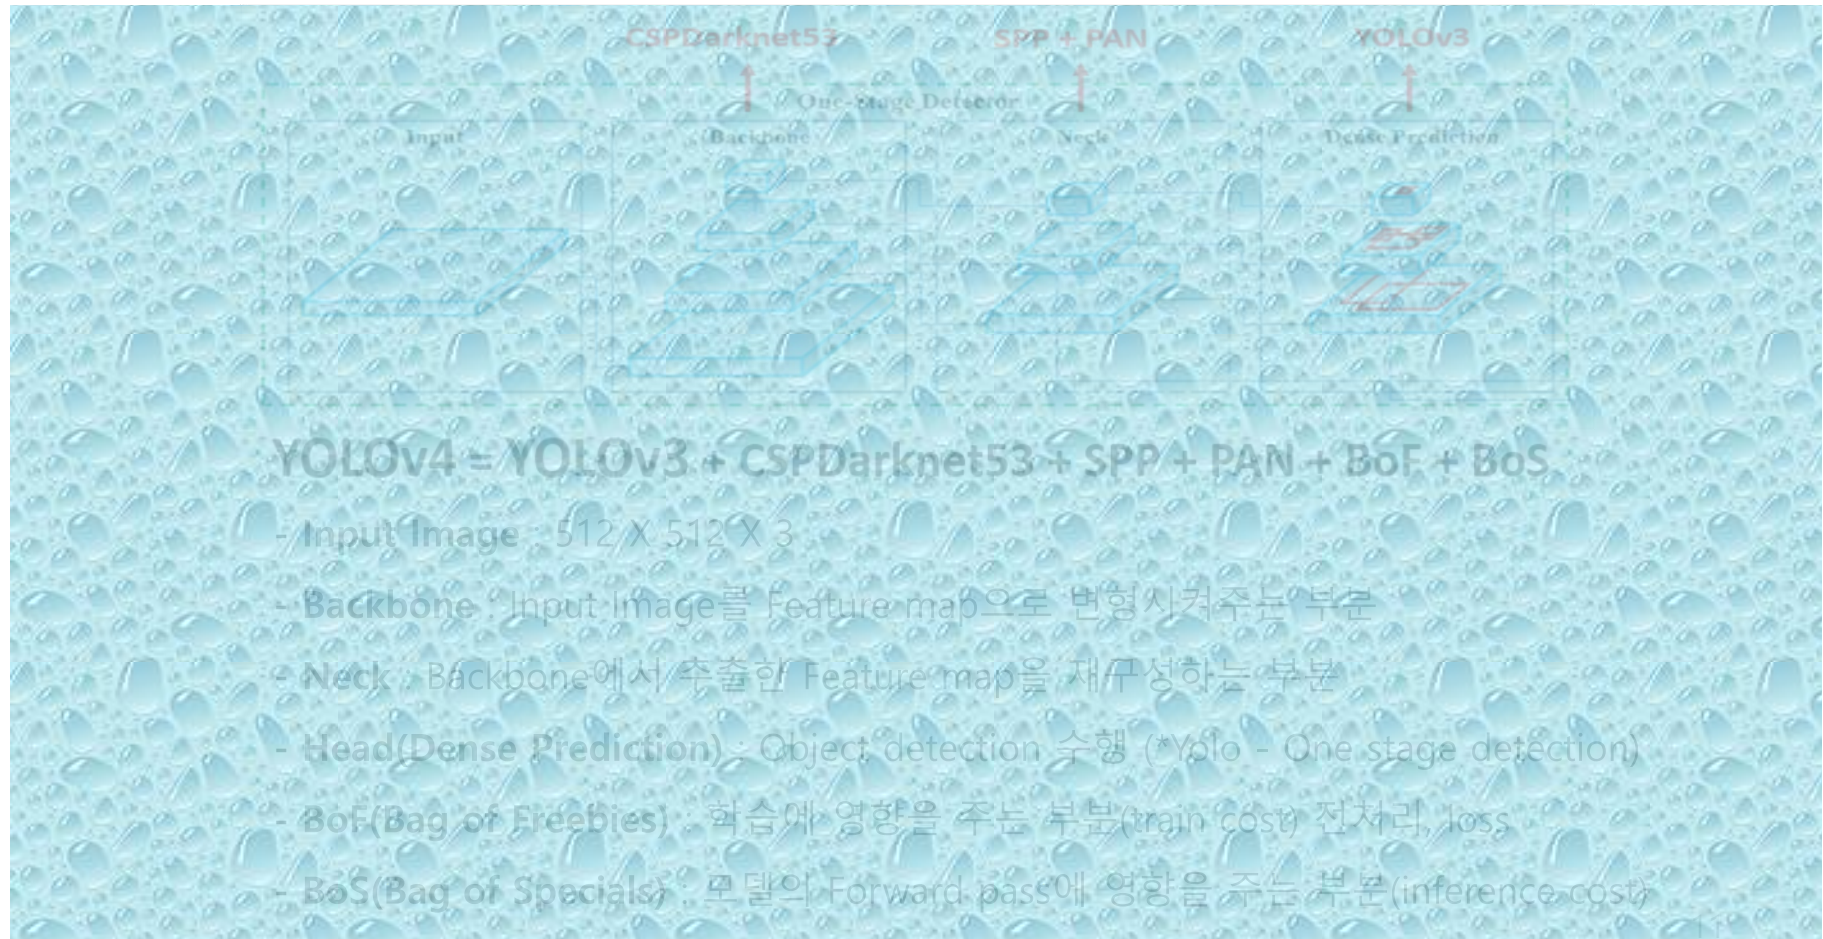 CSPDarknet53 SPP + PAN YOLOv3
One-Stage Detector
Input Backbone Neck Dense Prediction
YOLOv4 = YOLOv3 + CSPDarknet53 + SPP + PAN + BoF + BoS
- Input Image : 512 X 512 X 3
- Backbone : Input Image를 Feature map으로 변형시켜주는 부분
- Neck : Backbone에서 추출한 Feature map을 재구성하는 부분
- Head(Dense Prediction) : Object detection 수행 (*Yolo - One stage detection)
- BoF(Bag of Freebies) : 학습에 영향을 주는 부분(train cost) 전처리, loss
- BoS(Bag of Specials) : 모델의 Forward pass에 영향을 주는 부분(inference cost)